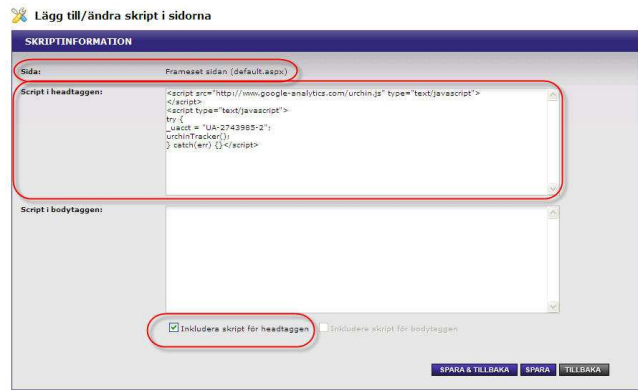 Lägg till/ändra skript i sidorna
SKRIPTINFORMATION
Sida: Frameset sidan (default.aspx)
Script i headtaggen:
<script src="http://www.google-analytics.com/urchin.js" type="text/javascript">
</script>
<script type="text/javascript">
try {
_uacct = "UA-2743985-2";
urchinTracker();
} catch(err) {}</script>
Script i bodytaggen:
Inkludera skript för headtaggen Inkludera skript för bodytaggen
SPARA & TILLBAKA SPARA TILLBAKA